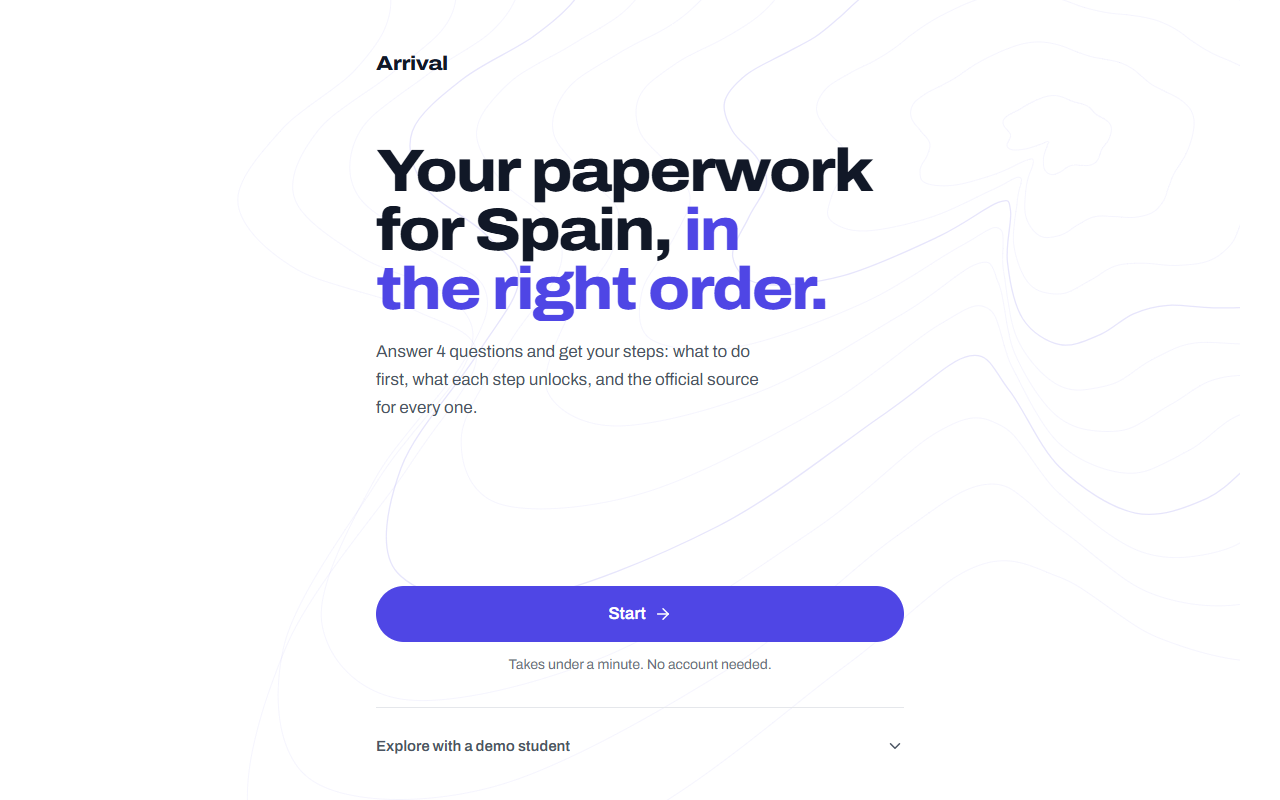 Arrival
Your paperwork
for Spain, in
the right order.
Answer 4 questions and get your steps: what to do
first, what each step unlocks, and the official source
for every one.
Start
Takes under a minute. No account needed.
Explore with a demo student